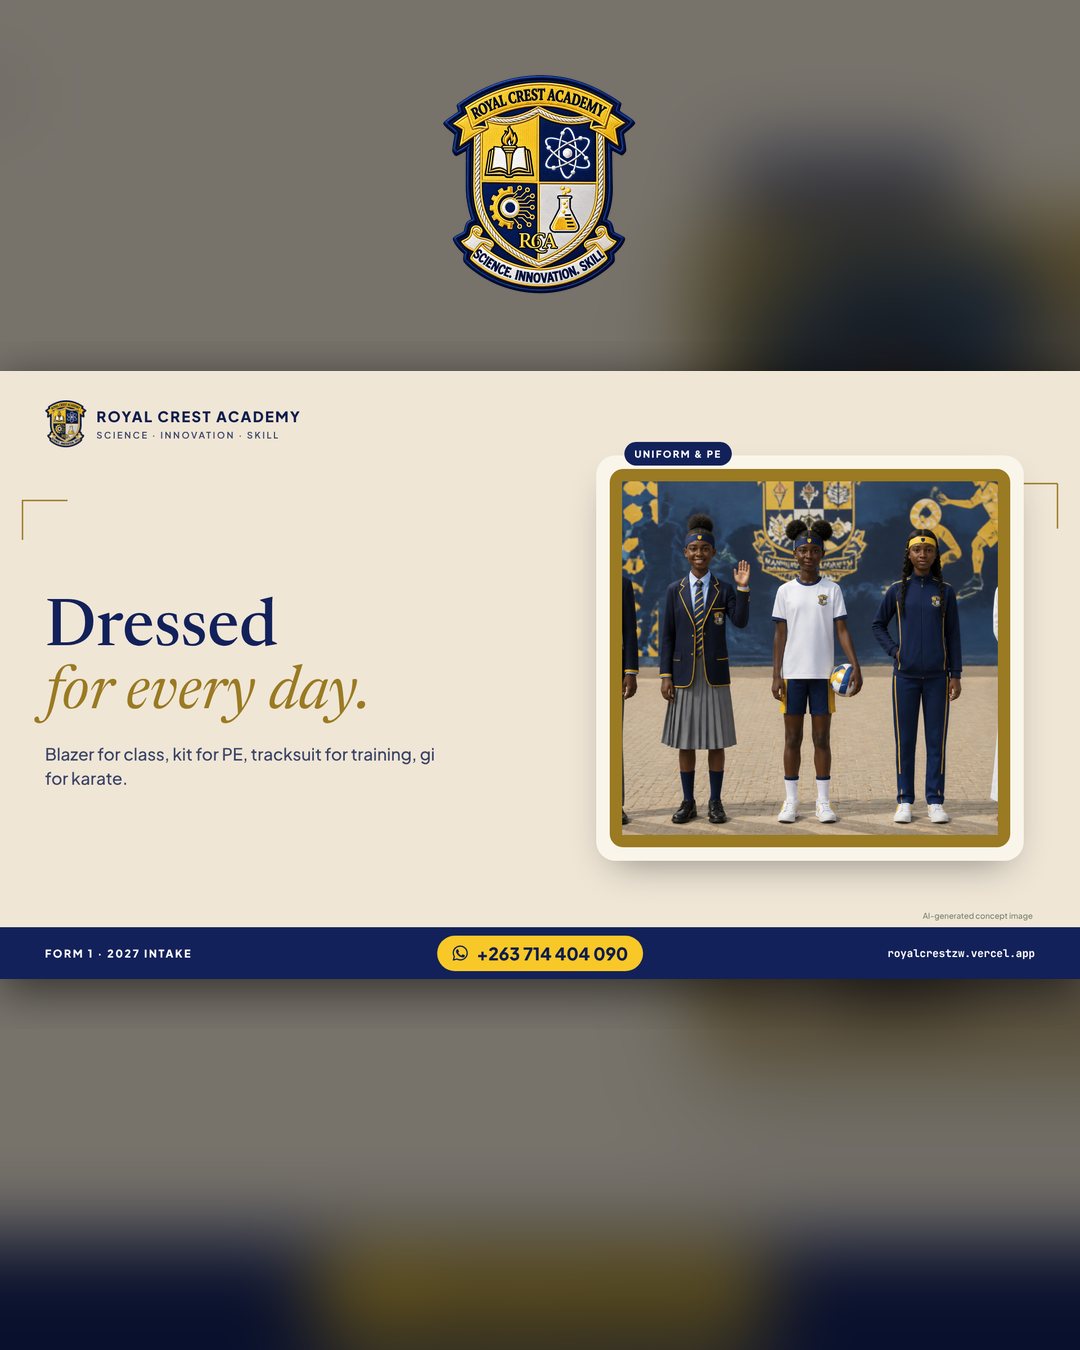 ROYAL CREST ACADEMY
RCA
SCIENCE. INNOVATION. SKILL
ROYAL CREST ACADEMY
SCIENCE · INNOVATION · SKILL
UNIFORM & PE
Dressed
for every day.
Blazer for class, kit for PE, tracksuit for training, gi
for karate.
AI-generated concept image
FORM 1 · 2027 INTAKE
+263 714 404 090
royalcrestzw.vercel.app